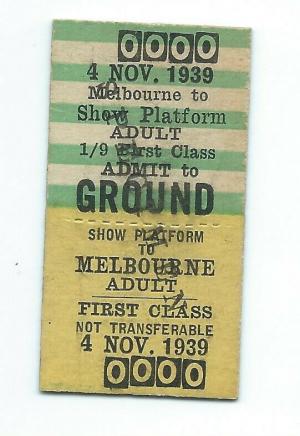 0000
4 NOV. 1939
Melbourne to
Show Platform
ADULT
1/9 First Class
ADMIT to
GROUND
SHOW PLATFORM
TO
MELBOURNE
ADULT
FIRST CLASS
NOT TRANSFERABLE
4 NOV. 1939
0000